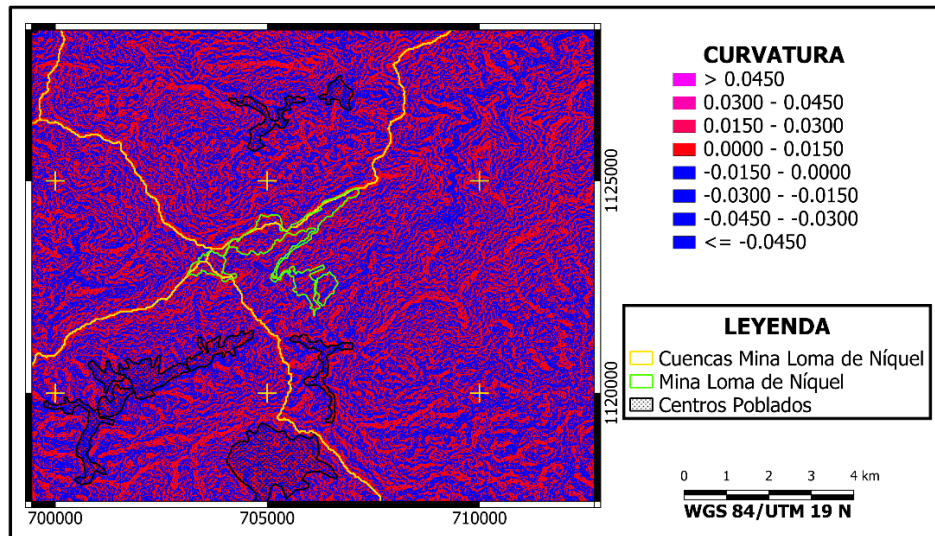 CURVATURA
> 0.0450
0.0300 - 0.0450
0.0150 - 0.0300
0.0000 - 0.0150
-0.0150 - 0.0000
-0.0300 - -0.0150
-0.0450 - -0.0300
<= -0.0450
1125000
1120000
LEYENDA
Cuencas Mina Loma de Níquel
Mina Loma de Níquel
Centros Poblados
0 1 2 3 4 km
WGS 84/UTM 19 N
700000 705000 710000